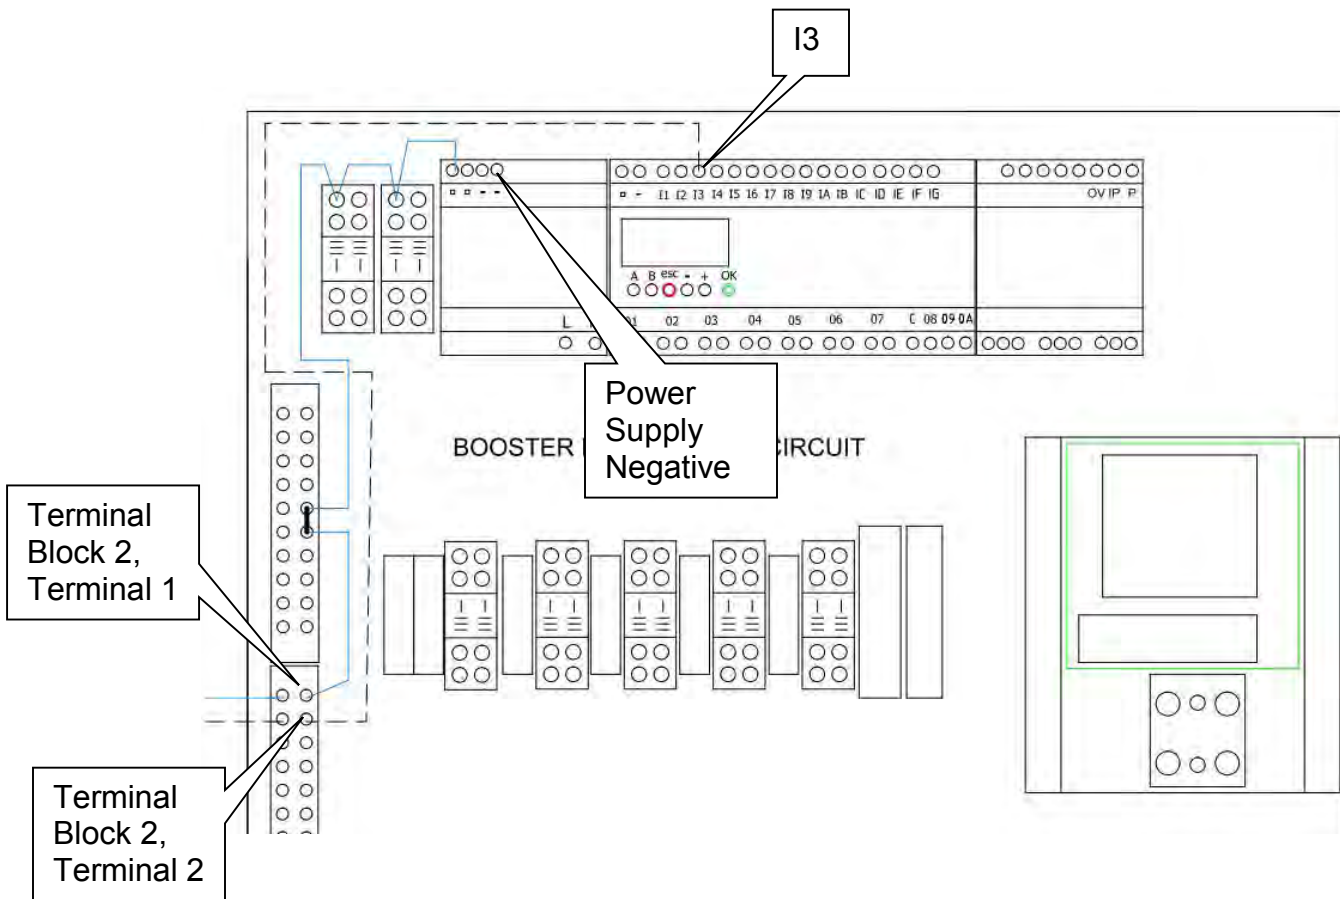 I3
I1 I2 I3 I4 I5 I6 I7 I8 I9 IA IB IC ID IE IF IG
OV IP P
A B esc - + OK
L
01 02 03 04 05 06 07 C 08 09 0A
Power
Supply
Negative
BOOSTER
CIRCUIT
Terminal
Block 2,
Terminal 1
Terminal
Block 2,
Terminal 2